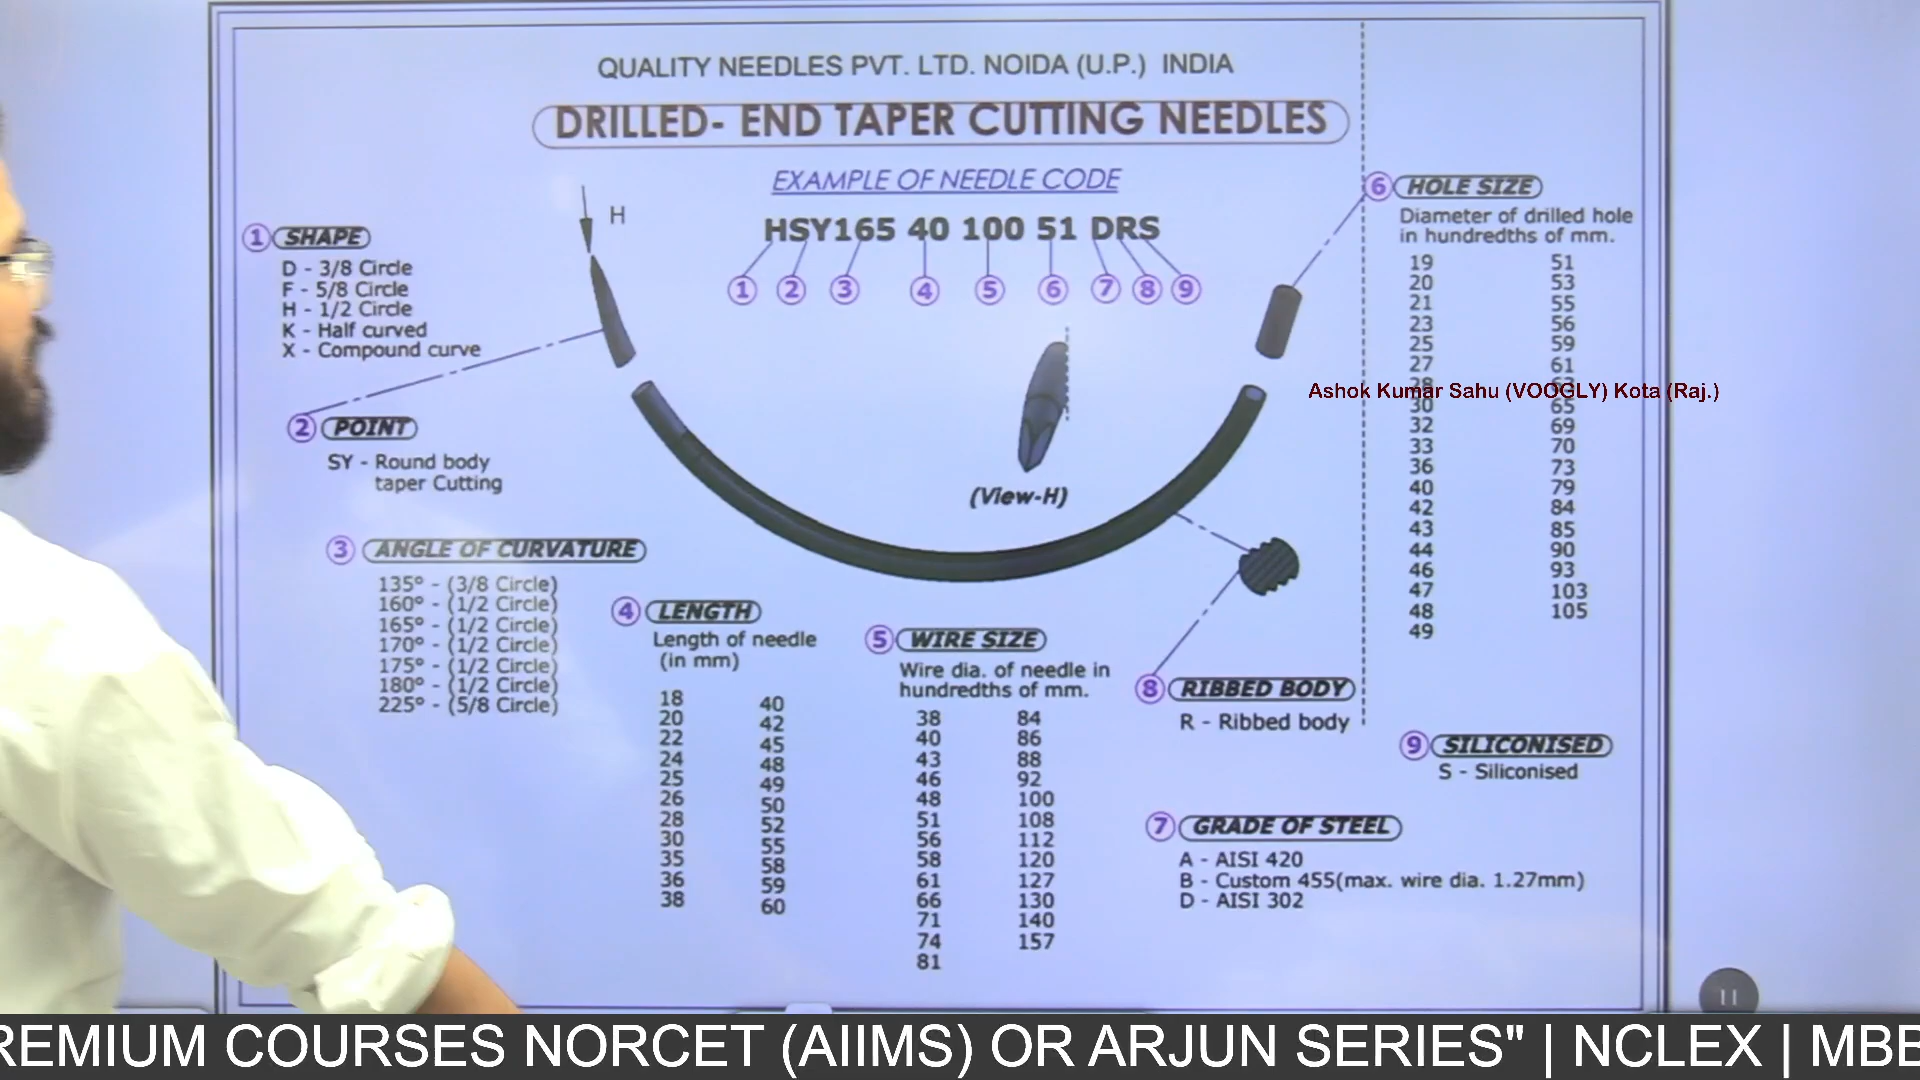 QUALITY NEEDLES PVT. LTD. NOIDA (U.P.) INDIA
DRILLED- END TAPER CUTTING NEEDLES
EXAMPLE OF NEEDLE CODE
HSY165 40 100 51 DRS
1 2 3 4 5 6 7 8 9
H
1 SHAPE
D - 3/8 Circle
F - 5/8 Circle
H - 1/2 Circle
K - Half curved
X - Compound curve
2 POINT
SY - Round body
taper Cutting
(View-H)
3 ANGLE OF CURVATURE
135° - (3/8 Circle)
160° - (1/2 Circle)
165° - (1/2 Circle)
170° - (1/2 Circle)
175° - (1/2 Circle)
180° - (1/2 Circle)
225° - (5/8 Circle)
4 LENGTH
Length of needle
(in mm)
18 40
20 42
22 45
24 48
25 49
26 50
28 52
30 55
35 58
36 59
38 60
5 WIRE SIZE
Wire dia. of needle in
hundredths of mm.
38 84
40 86
43 88
46 92
48 100
51 108
56 112
58 120
61 127
66 130
71 140
74 157
81
6 HOLE SIZE
Diameter of drilled hole
in hundredths of mm.
19 51
20 53
21 55
23 56
25 59
27 61
Ashok Kumar Sahu (VOOGLY) Kota (Raj.)
30 65
32 69
33 70
36 73
40 79
42 84
43 85
44 90
46 93
47 103
48 105
49
8 RIBBED BODY
R - Ribbed body
9 SILICONISED
S - Siliconised
7 GRADE OF STEEL
A - AISI 420
B - Custom 455(max. wire dia. 1.27mm)
D - AISI 302
11
REMIUM COURSES NORCET (AIIMS) OR ARJUN SERIES" | NCLEX | MBB